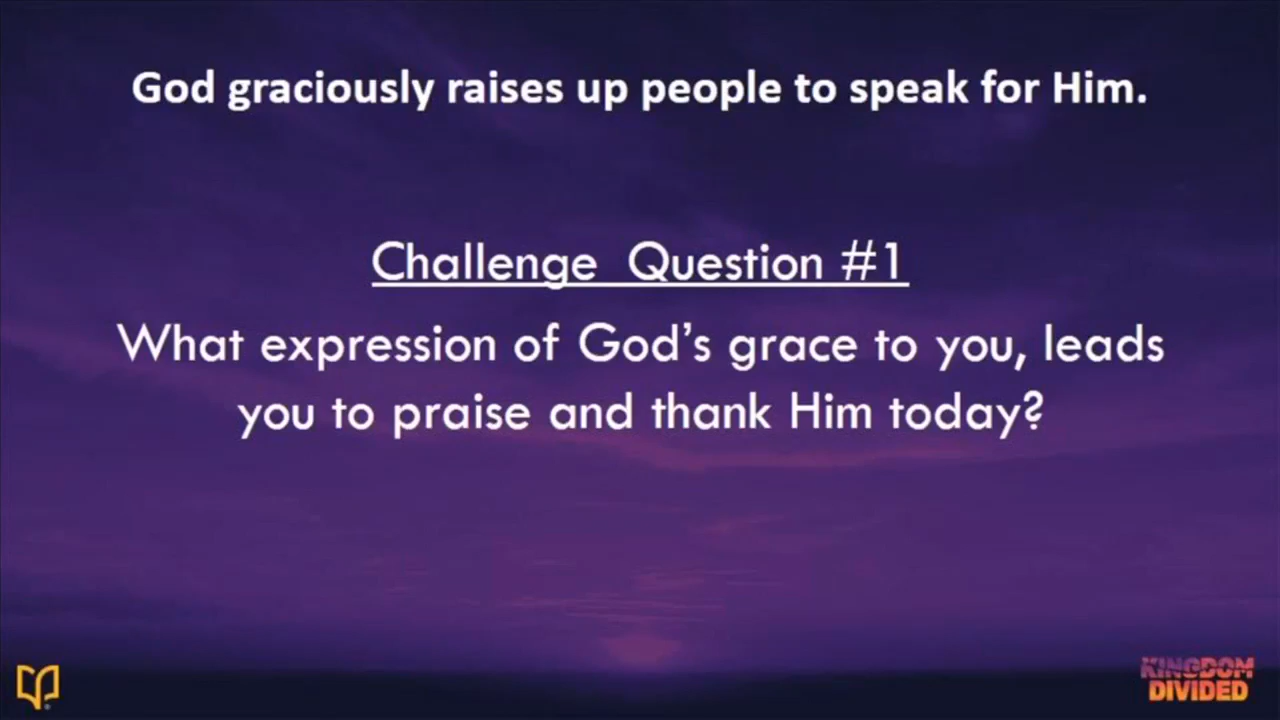 God graciously raises up people to speak for Him.
Challenge  Question #1
What expression of God’s grace to you, leads
you to praise and thank Him today?
KINGDOM
DIVIDED